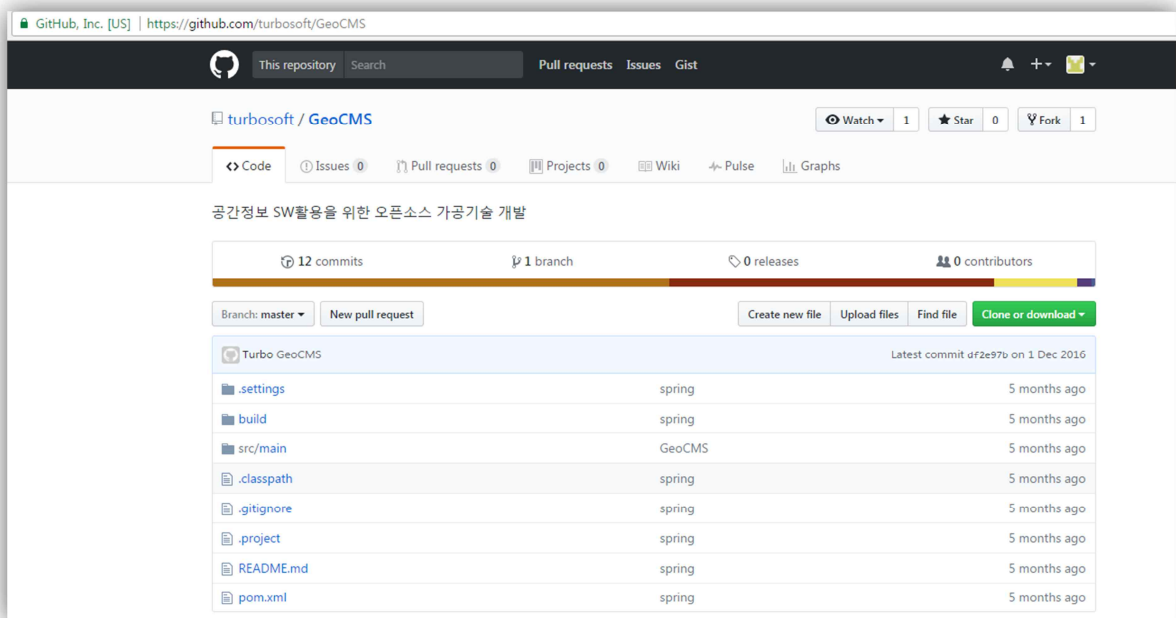 GitHub, Inc. [US] | https://github.com/turbosoft/GeoCMS
This repository Search Pull requests Issues Gist
turbosoft / GeoCMS Watch 1 Star 0 Fork 1
Code Issues 0 Pull requests 0 Projects 0 Wiki Pulse Graphs
공간정보 SW활용을 위한 오픈소스 가공기술 개발
12 commits 1 branch 0 releases 0 contributors
Branch: master New pull request Create new file Upload files Find file Clone or download
Turbo GeoCMS Latest commit df2e97b on 1 Dec 2016
.settings spring 5 months ago
build spring 5 months ago
src/main GeoCMS 5 months ago
.classpath spring 5 months ago
.gitignore spring 5 months ago
.project spring 5 months ago
README.md spring 5 months ago
pom.xml spring 5 months ago